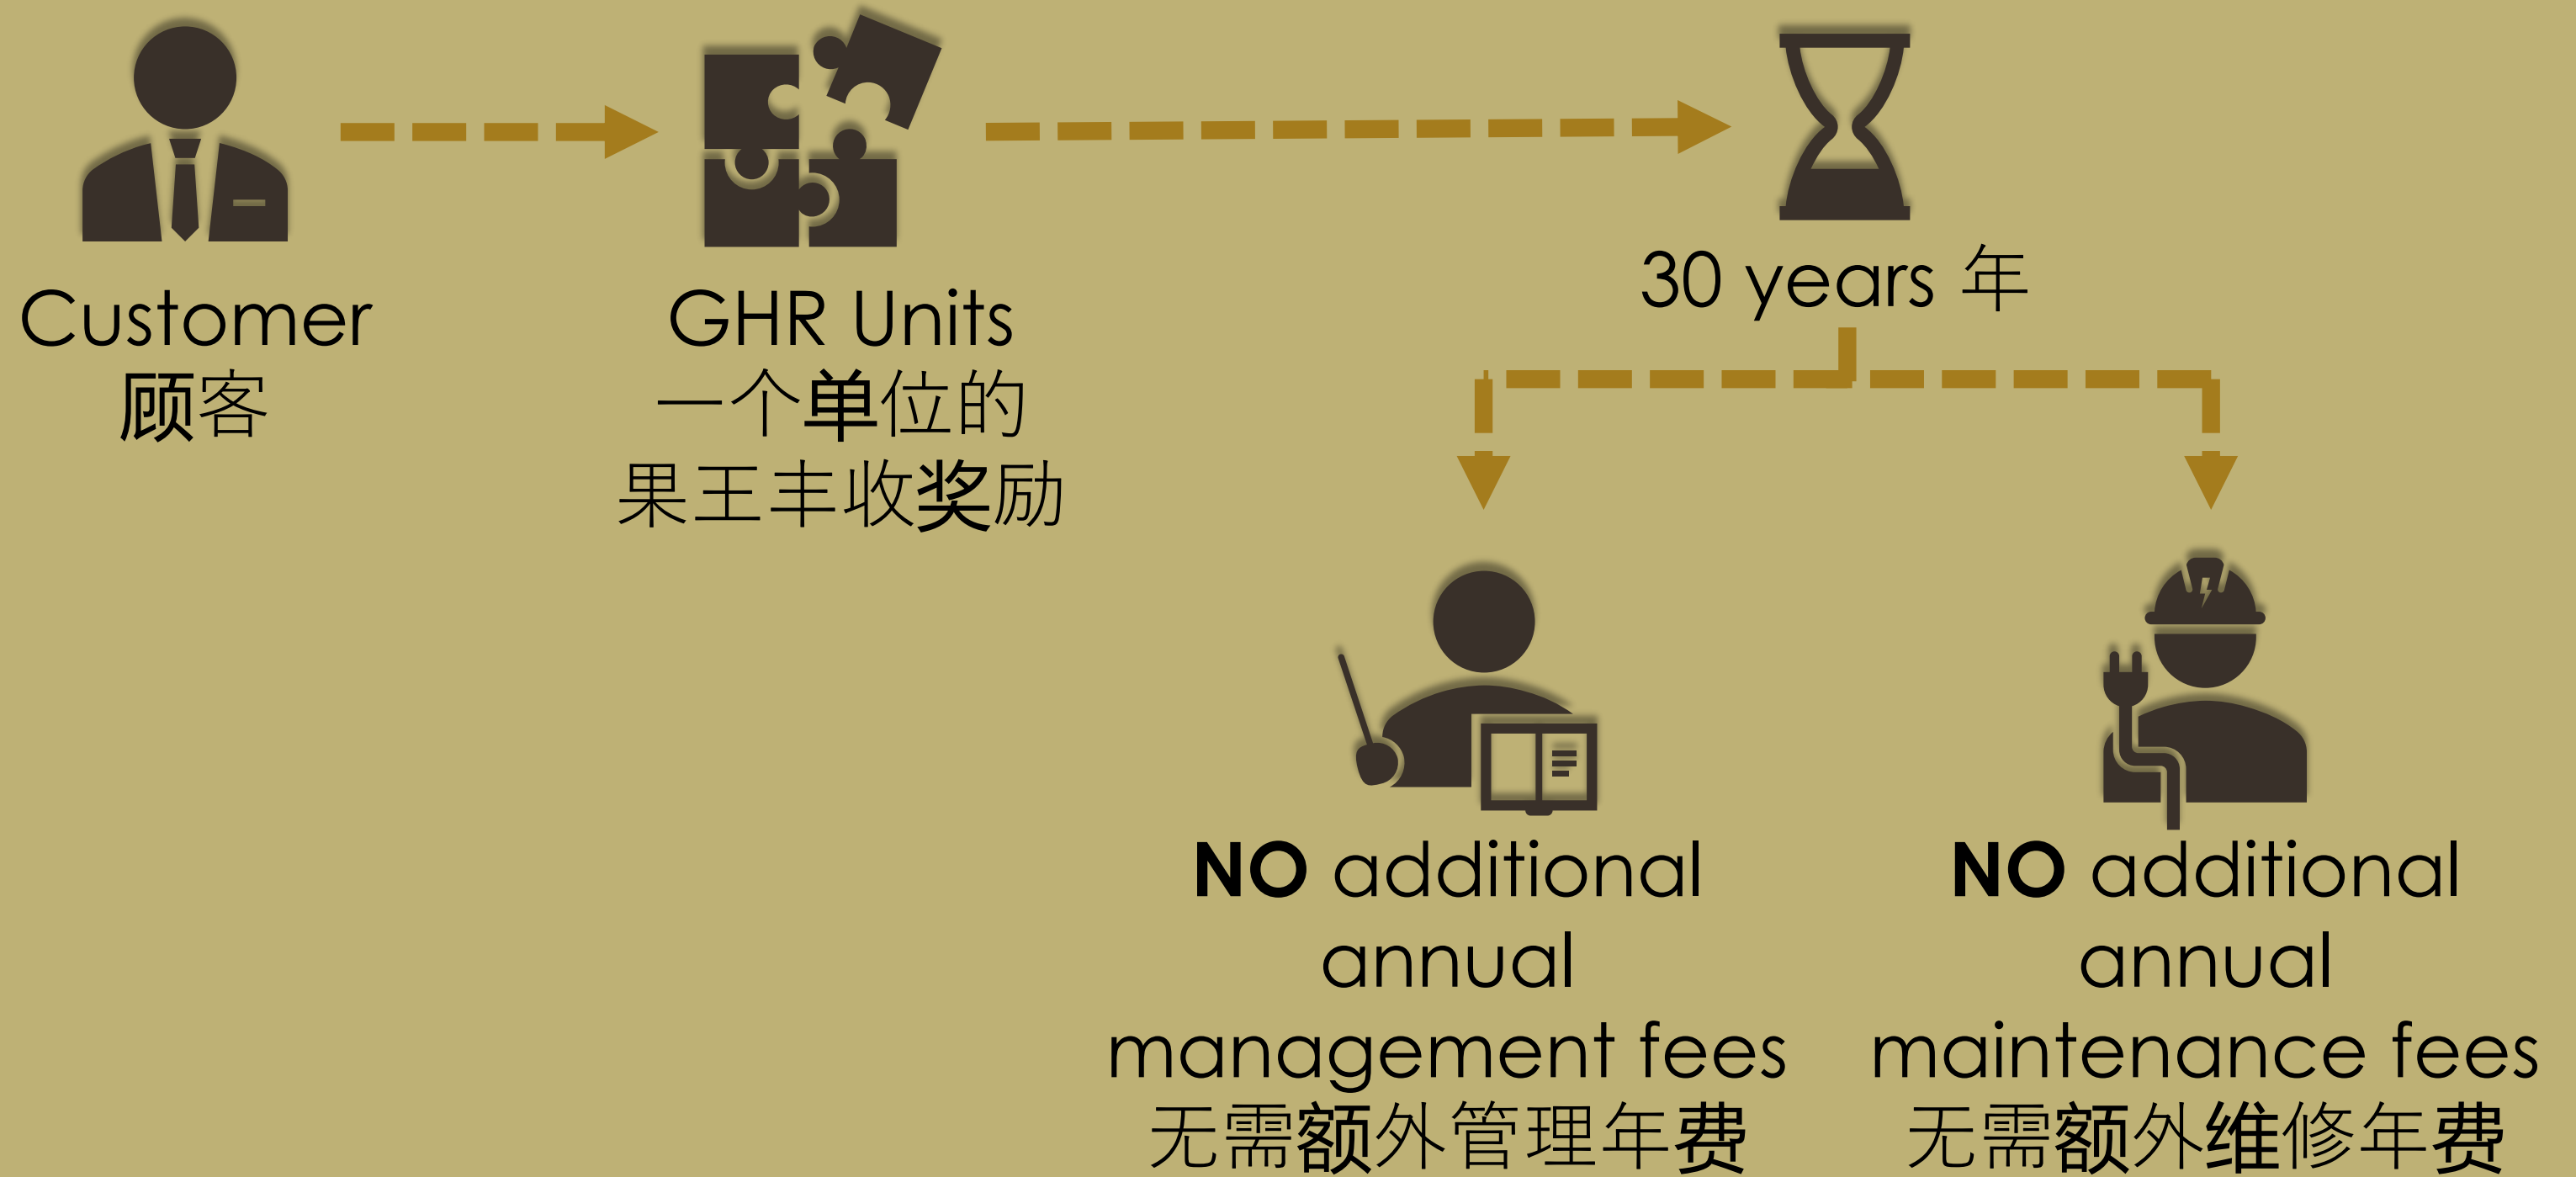 Customer
顾客
GHR Units
一个单位的
果王丰收奖励
30 years 年
NO additional
annual
management fees
无需额外管理年费
NO additional
annual
maintenance fees
无需额外维修年费